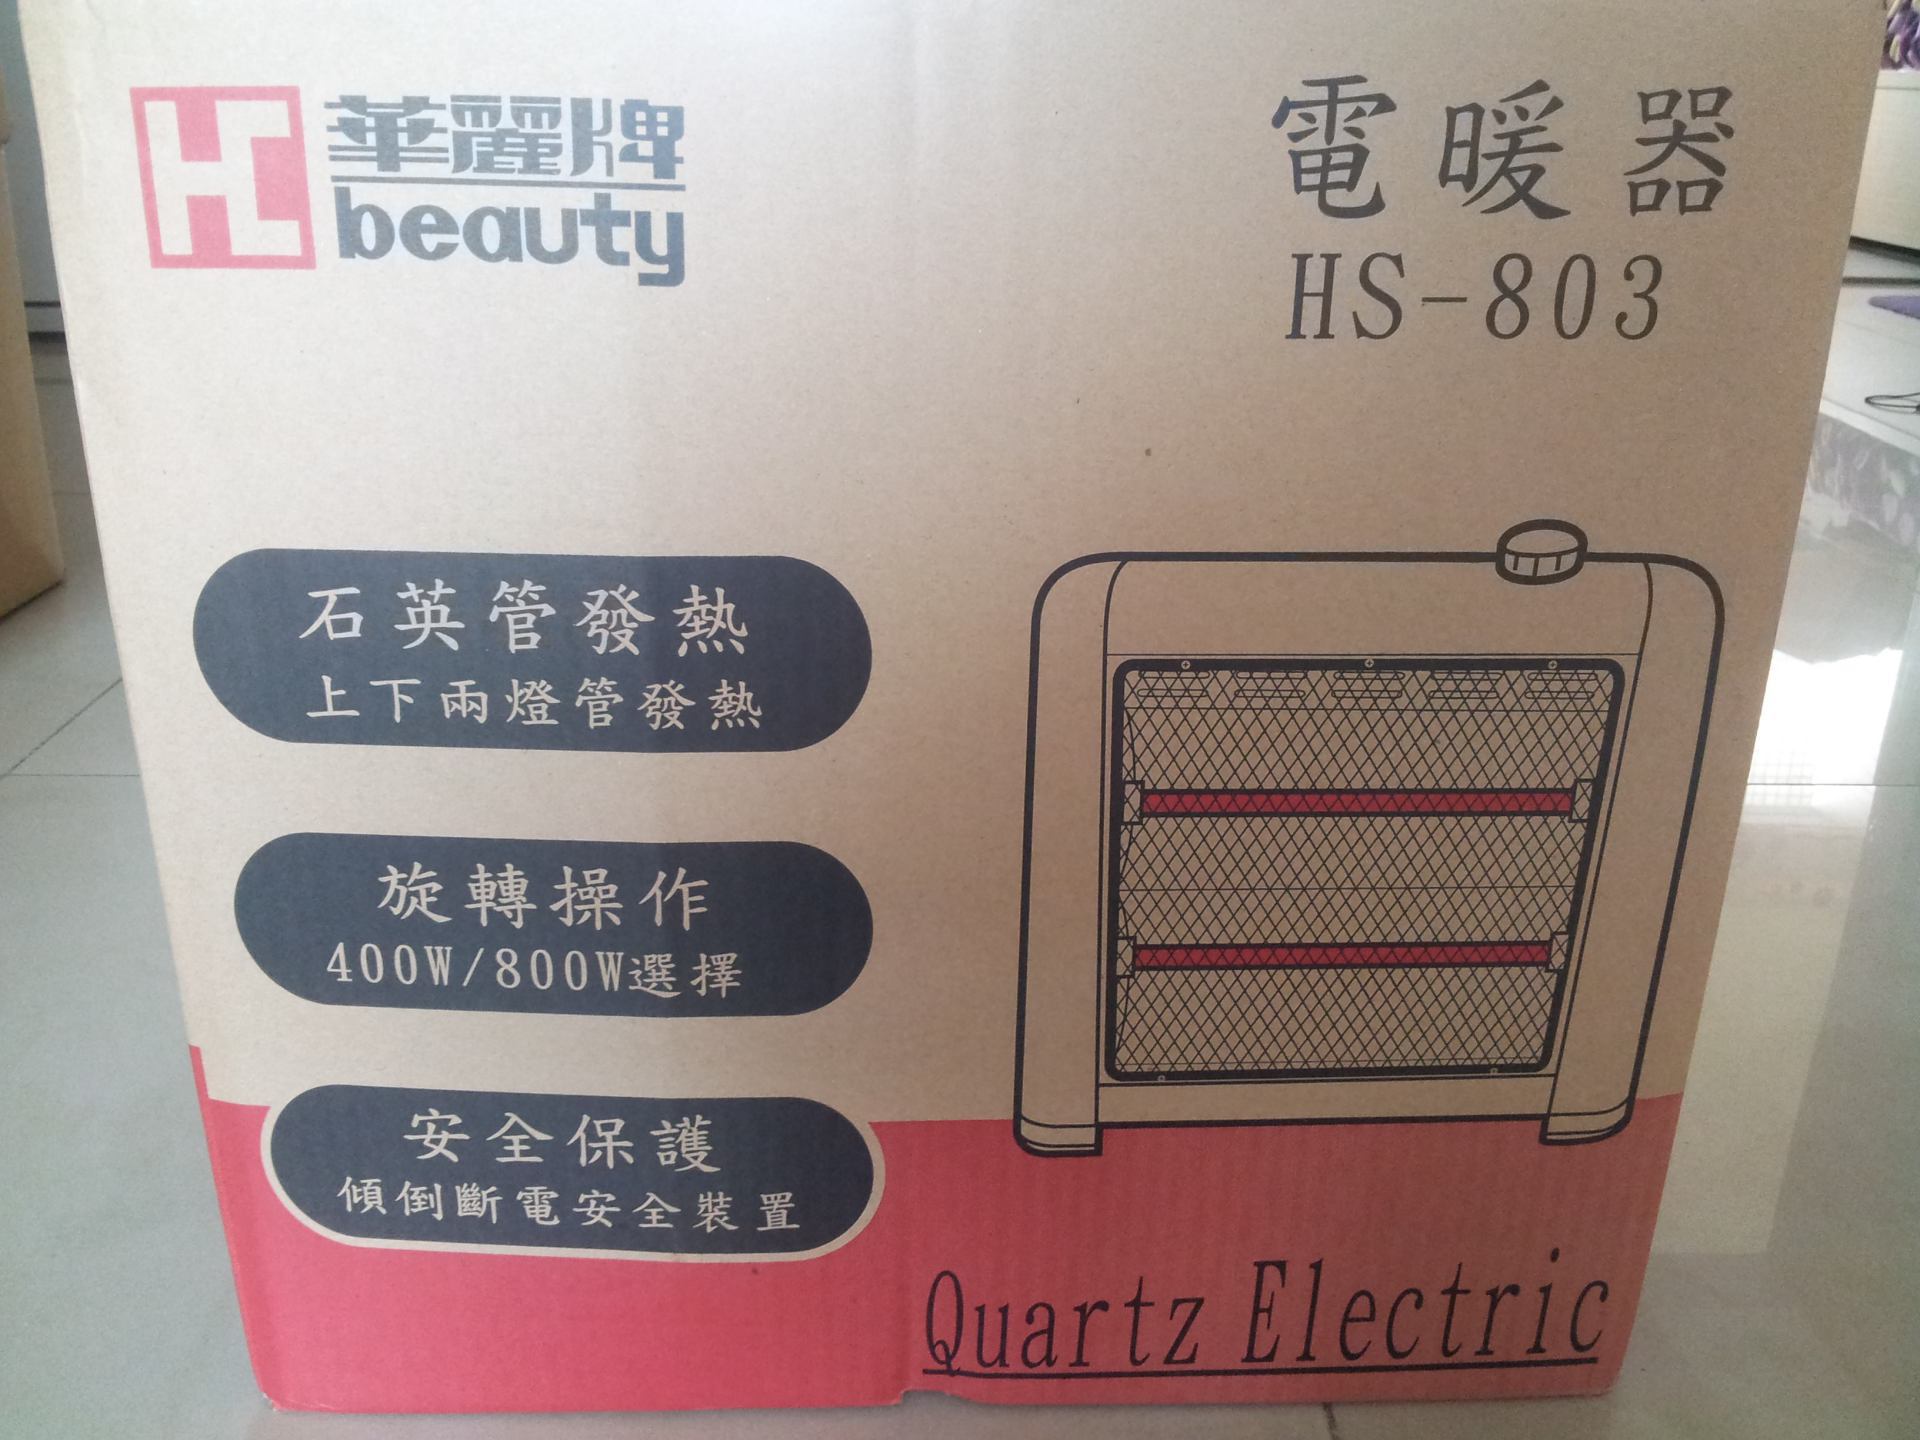 HS
華麗牌
beauty
電暖器
HS-803
石英管發熱
上下兩燈管發熱
旋轉操作
400W/800W選擇
安全保護
傾倒斷電安全裝置
Quartz Electric